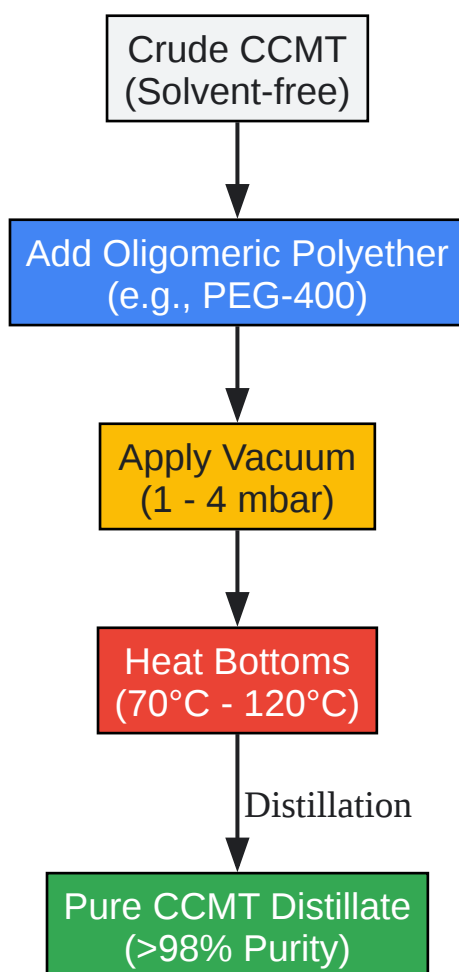 Crude CCMT
(Solvent-free)
Add Oligomeric Polyether
(e.g., PEG-400)
Apply Vacuum
(1 - 4 mbar)
Heat Bottoms
(70°C - 120°C)
Distillation
Pure CCMT Distillate
(>98% Purity)